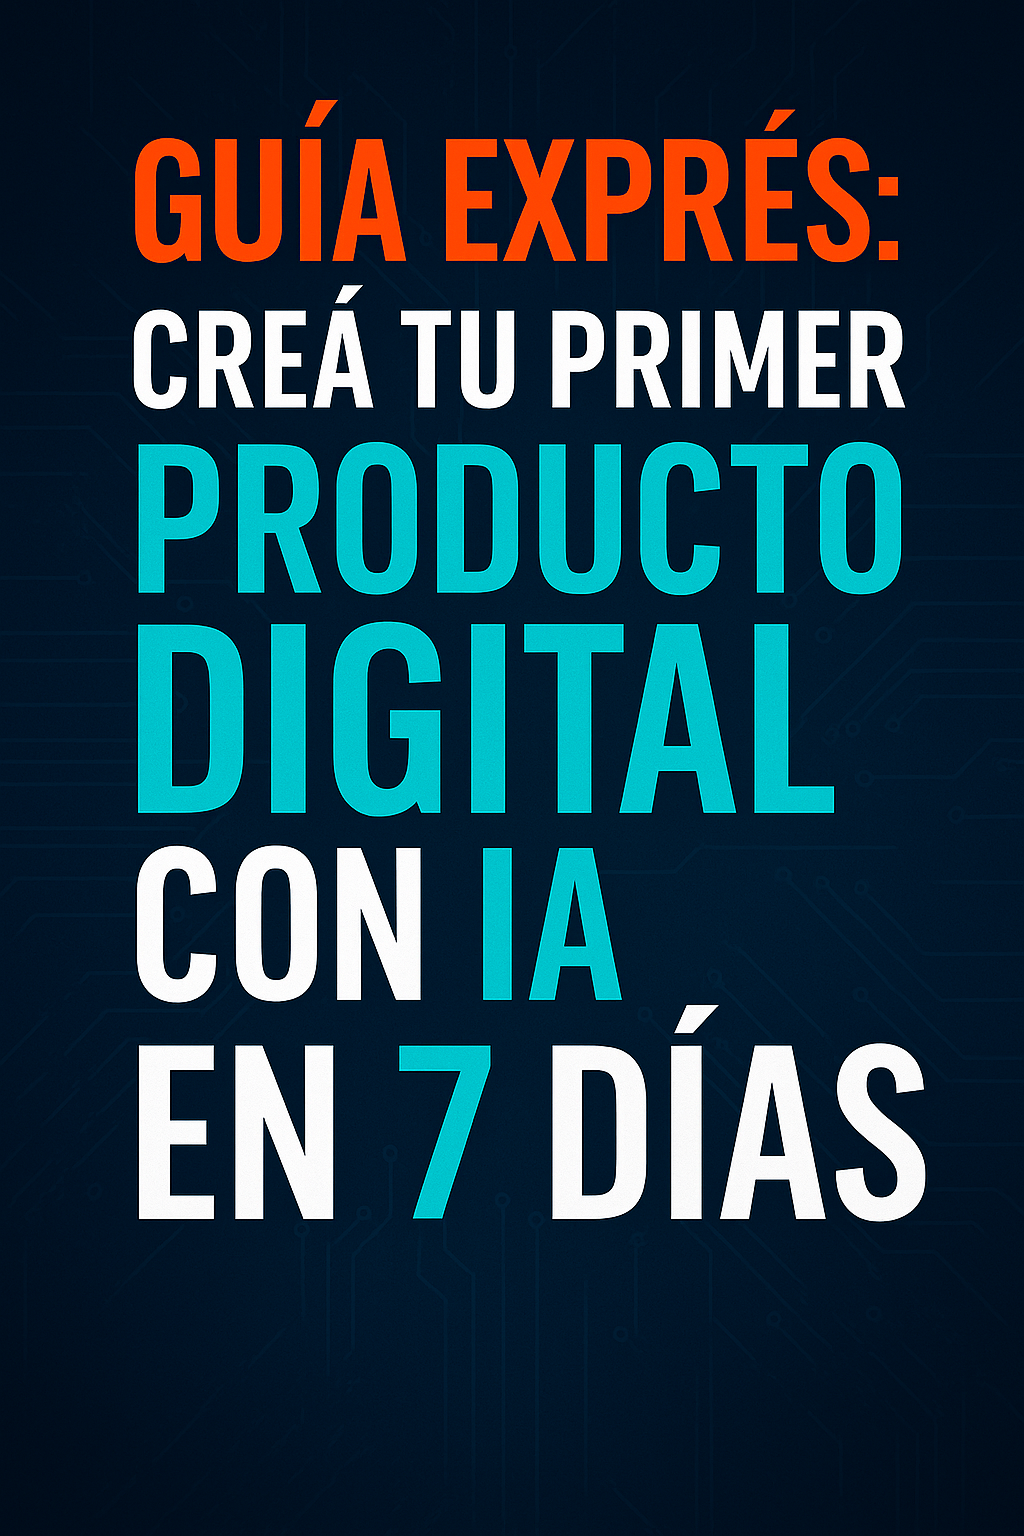 GUÍA EXPRÉS:
CREÁ TU PRIMER
PRODUCTO
DIGITAL
CON IA
EN 7 DÍAS